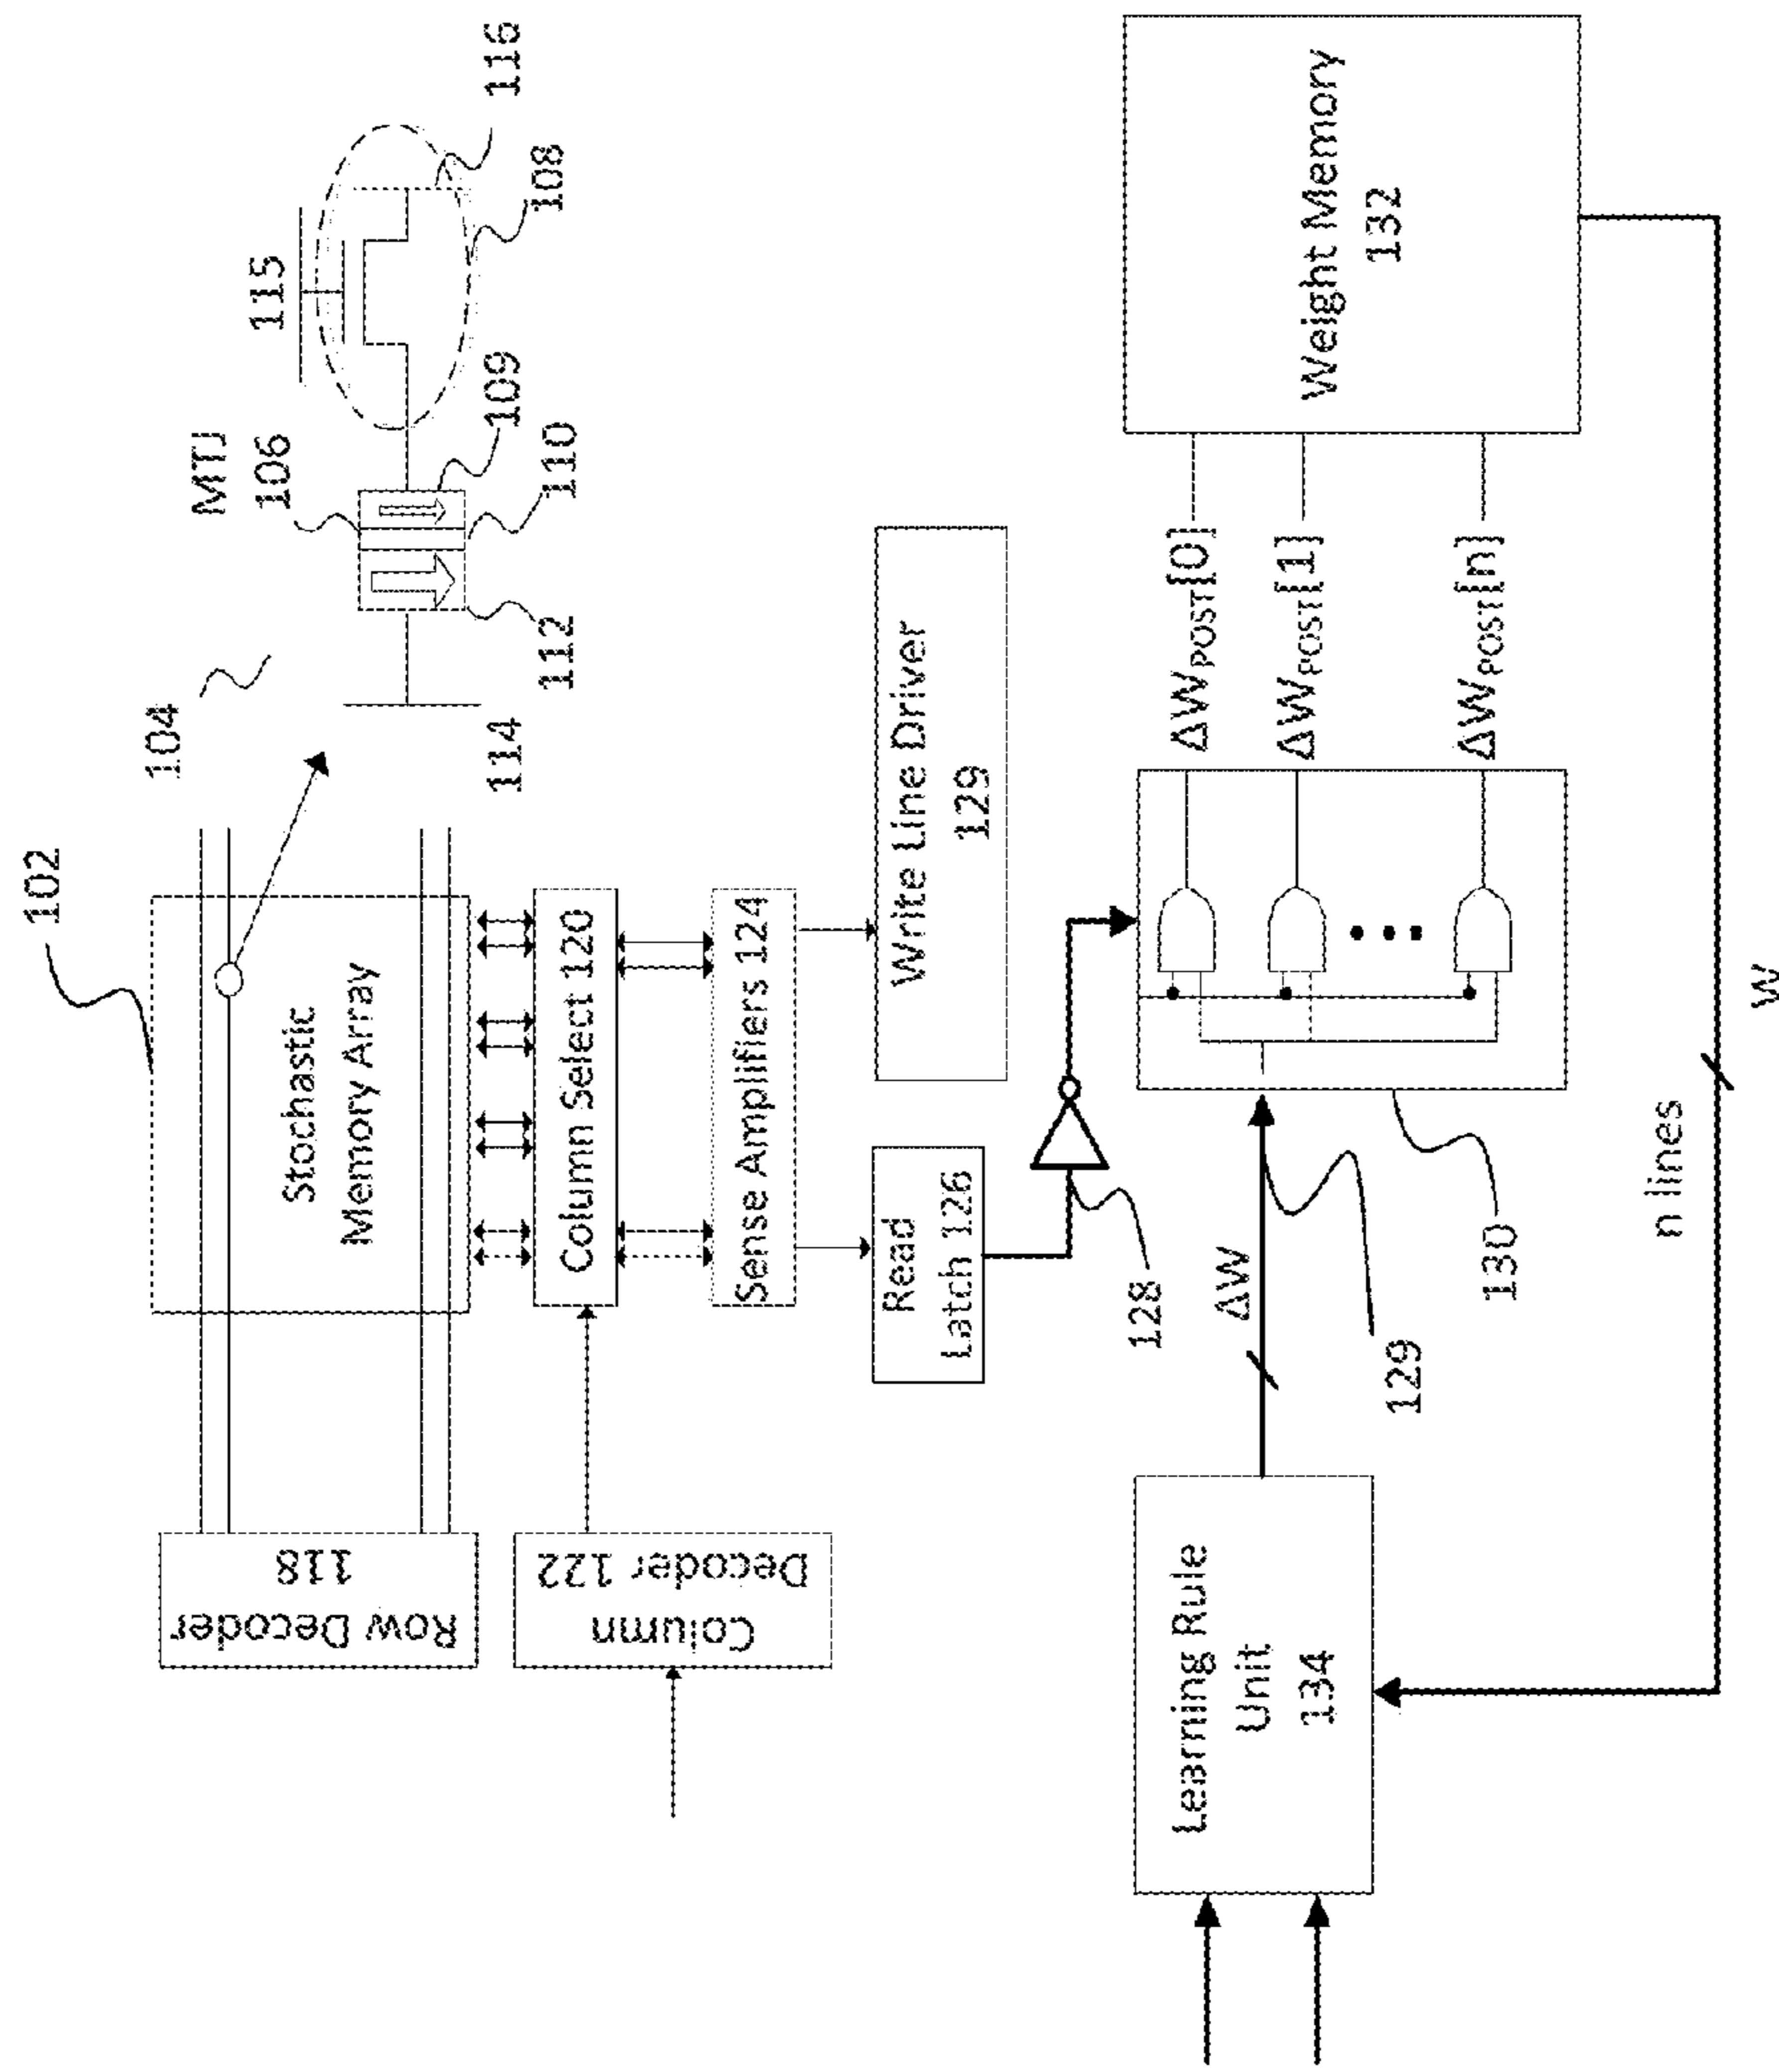 102
104
MTJ
106
115
116
108
109
110
112
114
Row Decoder
118
Stochastic
Memory Array
Column
Decoder 122
Column Select 120
Sense Amplifiers 124
Read
Latch 126
Write Line Driver
129
128
Learning Rule
Unit
134
ΔW
129
130
ΔWPOST[0]
ΔWPOST[1]
ΔWPOST[n]
Weight Memory
132
n lines
W